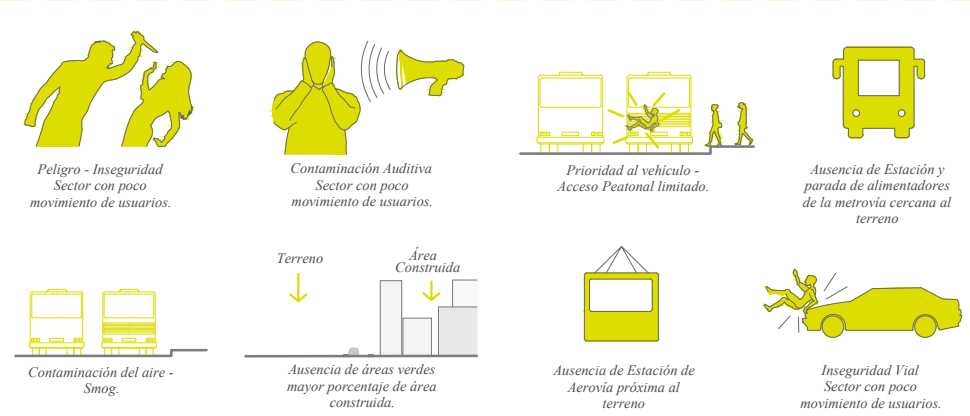 Peligro - Inseguridad
Sector con poco
movimiento de usuarios.
Contaminación Auditiva
Sector con poco
movimiento de usuarios.
Prioridad al vehículo -
Acceso Peatonal limitado.
Ausencia de Estación y
parada de alimentadores
de la metrovía cercana al
terreno
Contaminación del aire -
Smog.
Terreno
Área
Construida
Ausencia de áreas verdes
mayor porcentaje de área
construida.
Ausencia de Estación de
Aerovía próxima al
terreno
Inseguridad Vial
Sector con poco
movimiento de usuarios.